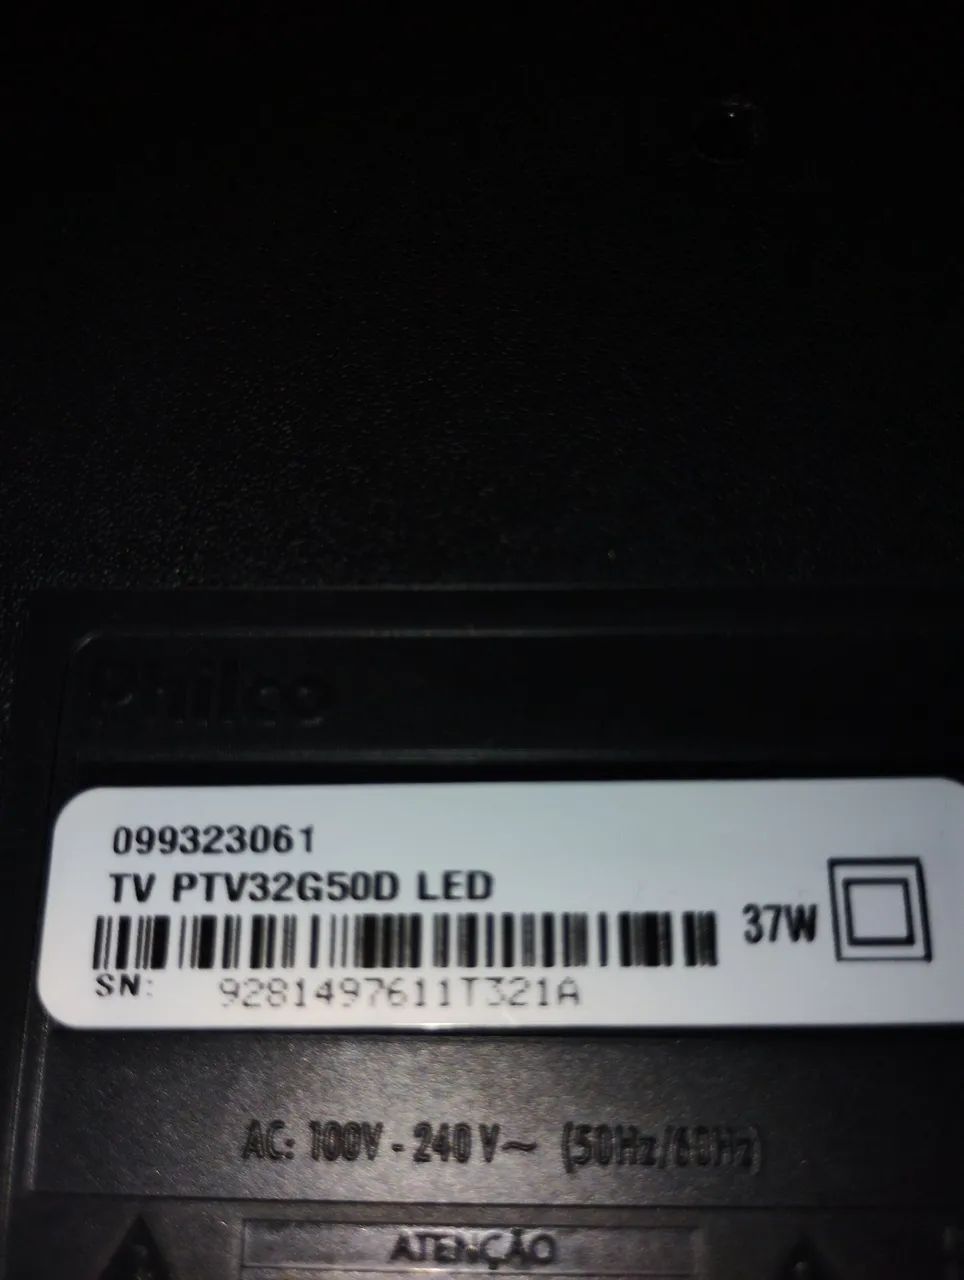 Philco
099323061
TV PTV32G50D LED
37W
SN: 9281497611T321A
AC: 100V - 240V~ (50Hz/60Hz)
ATENÇÃO